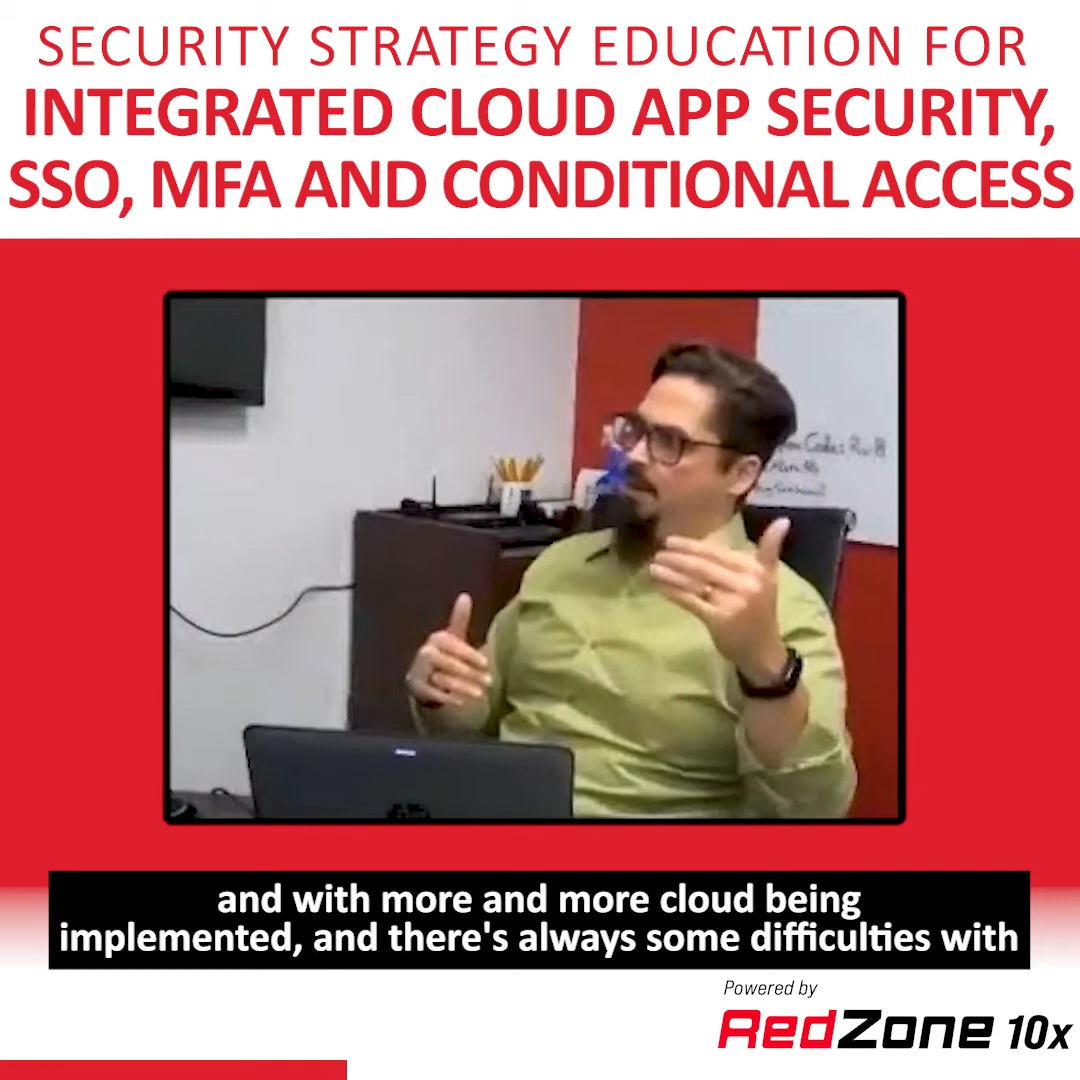 SECURITY STRATEGY EDUCATION FOR
INTEGRATED CLOUD APP SECURITY,
SSO, MFA AND CONDITIONAL ACCESS
and with more and more cloud being
implemented, and there's always some difficulties with
Powered by
RedZone 10x